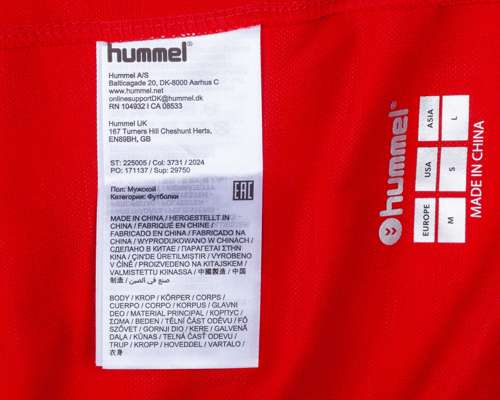 hummel®
Hummel A/S
Balticagade 20, DK-8000 Aarhus C
www.hummel.net
onlinesupportDK@hummel.dk
RN 104932 I CA 08533
Hummel UK
167 Turners Hill Cheshunt Herts,
EN89BH, GB
ST: 225005 / Col: 3731 / 2024
PO: 171137 / Sup: 29750
Пол: Мужской
Категория: Футболки
EAC
MADE IN CHINA / HERGESTELLT IN
CHINA / FABRIQUÉ EN CHINE /
FABRICADO EN CHINA / FABRICADO NA
CHINA / WYPRODUKOWANO W CHINACH /
СДЕЛАНО В КИТАЕ / ΠΑΡΑΓΕΤΑΙ ΣΤΗΝ
ΚΙΝΑ / ÇIN'DE ÜRETILMIŞTIR / VYROBENO
V ČÍNĚ / PROIZVEDENO NA KITAJSKEM /
VALMISTETTU KIINASSA / 中國製造 / 中国
制造 / صنع في الصين /
BODY / KROP / KÖRPER / CORPS /
CUERPO / CORPO / KORPUS / GLAVNI
DEO / MATERIAL PRINCIPAL / КОРПУС /
ΣΩΜΑ / BEDEN / TĚLNÍ ČÁST ODĚVU / FŐ
SZÖVET / GORNJI DIO / KERE / GALVENĀ
DAĻA / KŪNAS / TELNÁ ČASŤ ODEVU /
TRUP / KROPP / HOVEDDEL / VARTALO /
衣身
hummel®
EUROPE USA ASIA
M S L
MADE IN CHINA